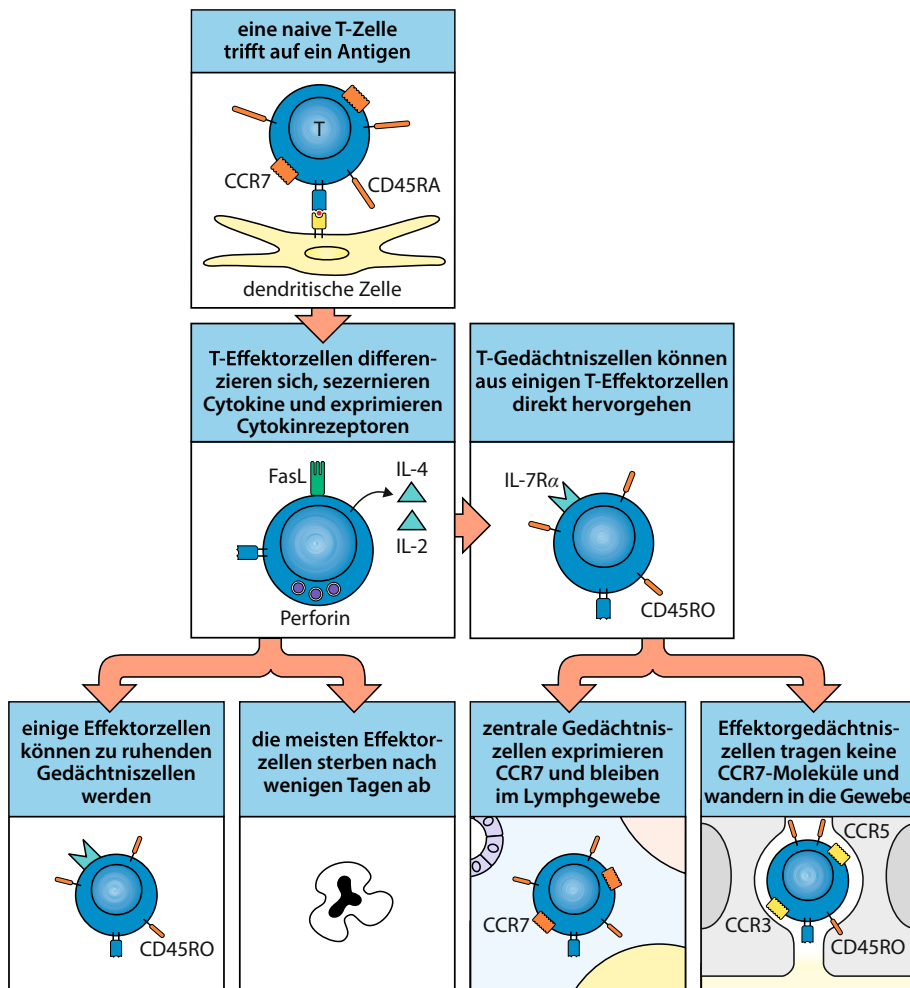 eine naive T-Zelle
trifft auf ein Antigen
T
CCR7
CD45RA
dendritische Zelle
T-Effektorzellen differen-
zieren sich, sezernieren
Cytokine und exprimieren
Cytokinrezeptoren
FasL
IL-4
IL-2
Perforin
T-Gedächtniszellen können
aus einigen T-Effektorzellen
direkt hervorgehen
IL-7Rα
CD45RO
einige Effektorzellen
können zu ruhenden
Gedächtniszellen
werden
CD45RO
die meisten Effektor-
zellen sterben nach
wenigen Tagen ab
zentrale Gedächtnis-
zellen exprimieren
CCR7 und bleiben
im Lymphgewebe
CCR7
Effektorgedächtnis-
zellen tragen keine
CCR7-Moleküle und
wandern in die Gewebe
CCR5
CCR3
CD45RO